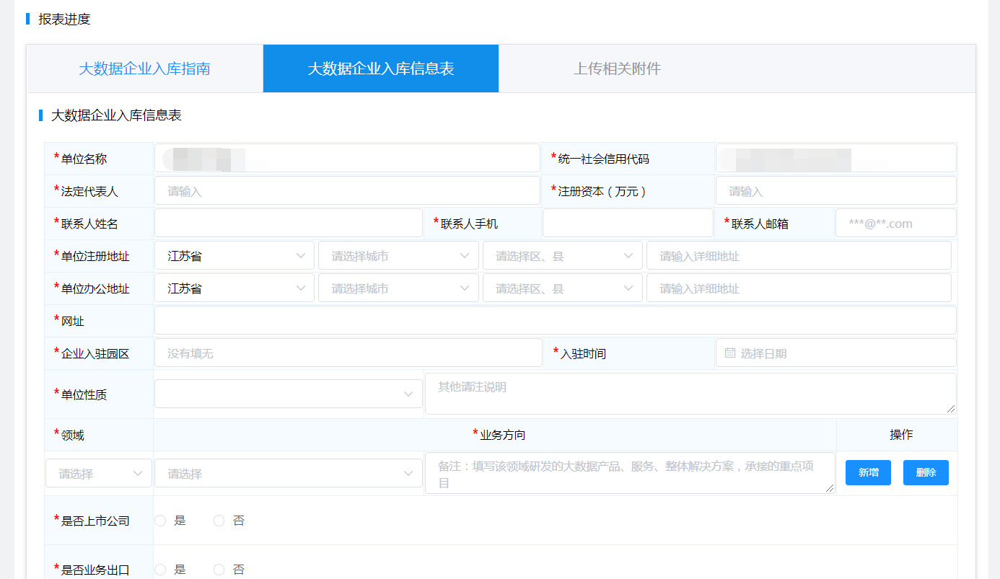 报表进度
大数据企业入库指南 大数据企业入库信息表 上传相关附件
大数据企业入库信息表
*单位名称 *统一社会信用代码
*法定代表人 请输入 *注册资本（万元） 请输入
*联系人姓名 *联系人手机 *联系人邮箱 ***@**.com
*单位注册地址 江苏省 请选择城市 请选择区、县 请输入详细地址
*单位办公地址 江苏省 请选择城市 请选择区、县 请输入详细地址
*网址
*企业入驻园区 没有填无 *入驻时间 选择日期
*单位性质 其他请注说明
*领域 *业务方向 操作
请选择 请选择 备注：填写该领域研发的大数据产品、服务、整体解决方案，承接的重点项
目 新增 删除
*是否上市公司 是 否
*是否业务出口 是 否